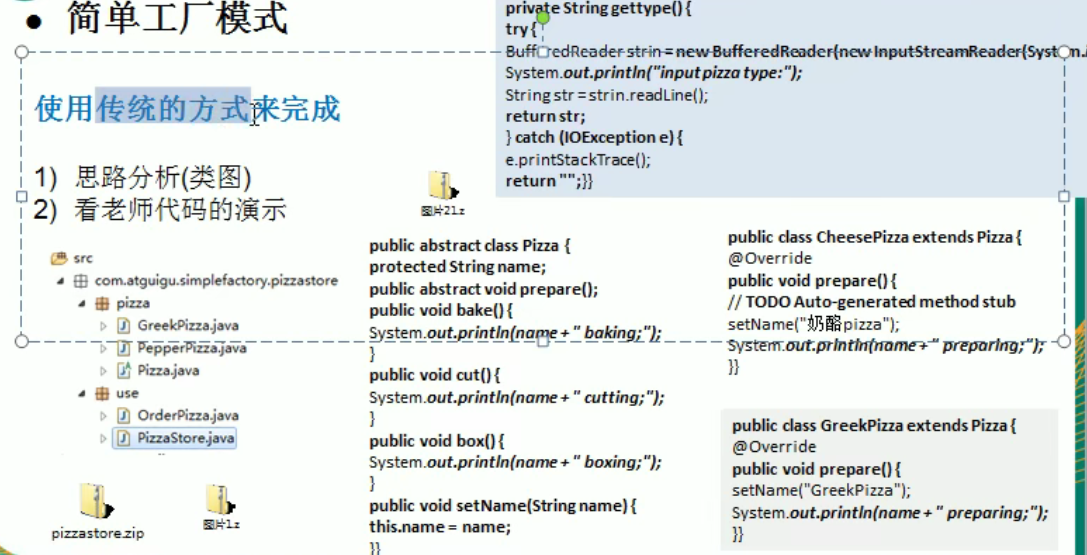 ● 简单工厂模式
使用传统的方式来完成
1) 思路分析(类图)
2) 看老师代码的演示
private String gettype() {
try {
BufferedReader strin = new BufferedReader(new InputStreamReader(System.
System.out.println("input pizza type:");
String str = strin.readLine();
return str;
} catch (IOException e) {
e.printStackTrace();
return "";}}
图片21.z
src
com.atguigu.simplefactory.pizzastore
pizza
GreekPizza.java
PepperPizza.java
Pizza.java
use
OrderPizza.java
PizzaStore.java
pizzastore.zip
图片1.z
public abstract class Pizza {
protected String name;
public abstract void prepare();
public void bake() {
System.out.println(name + " baking;");
}
public void cut() {
System.out.println(name + " cutting;");
}
public void box() {
System.out.println(name + " boxing;");
}
public void setName(String name) {
this.name = name;
}}
public class CheesePizza extends Pizza {
@Override
public void prepare() {
// TODO Auto-generated method stub
setName("奶酪pizza");
System.out.println(name + " preparing;");
}}
public class GreekPizza extends Pizza {
@Override
public void prepare() {
setName("GreekPizza");
System.out.println(name + " preparing;");
}}